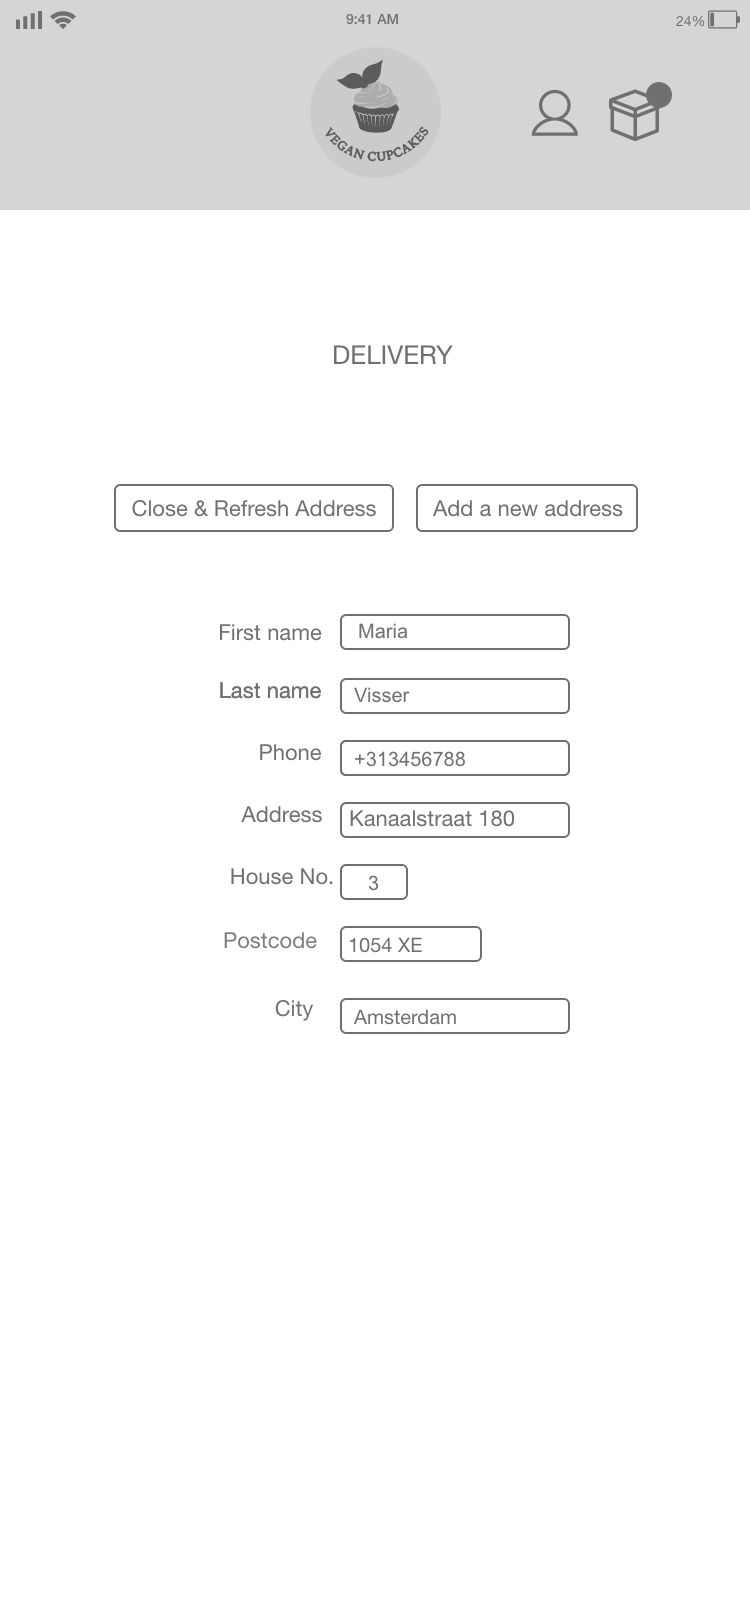 9:41 AM
24%
VEGAN CUPCAKES
DELIVERY
Close & Refresh Address
Add a new address
First name
Maria
Last name
Visser
Phone
+313456788
Address
Kanaalstraat 180
House No.
3
Postcode
1054 XE
City
Amsterdam